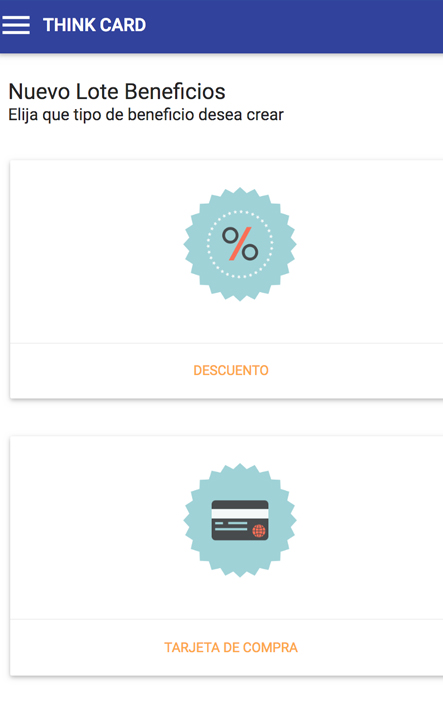 THINK CARD
Nuevo Lote Beneficios
Elija que tipo de beneficio desea crear
%
DESCUENTO
TARJETA DE COMPRA